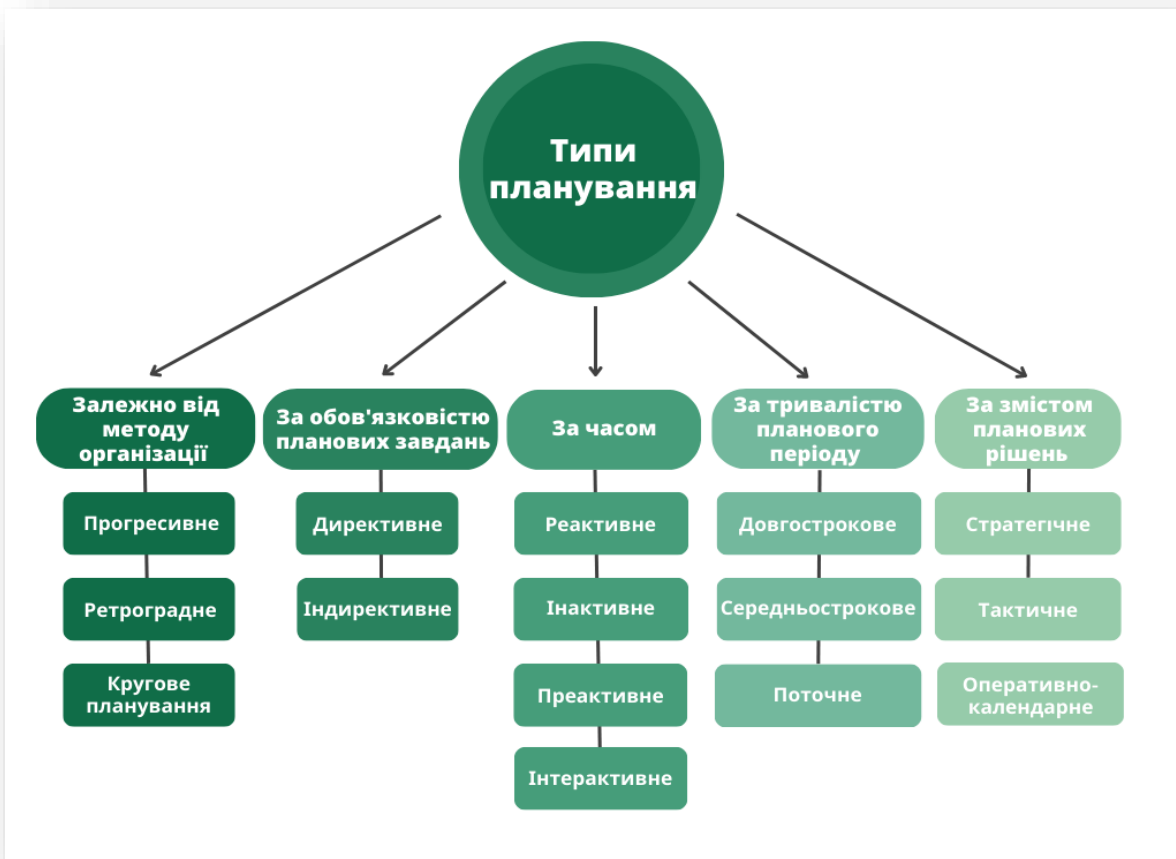 Типи
планування
Залежно від
методу
організації
Прогресивне
Ретроградне
Кругове
планування
За обов'язковістю
планових завдань
Директивне
Індирективне
За часом
Реактивне
Інактивне
Преактивне
Інтерактивне
За тривалістю
планового
періоду
Довгострокове
Середньострокове
Поточне
За змістом
планових
рішень
Стратегічне
Тактичне
Оперативно-
календарне